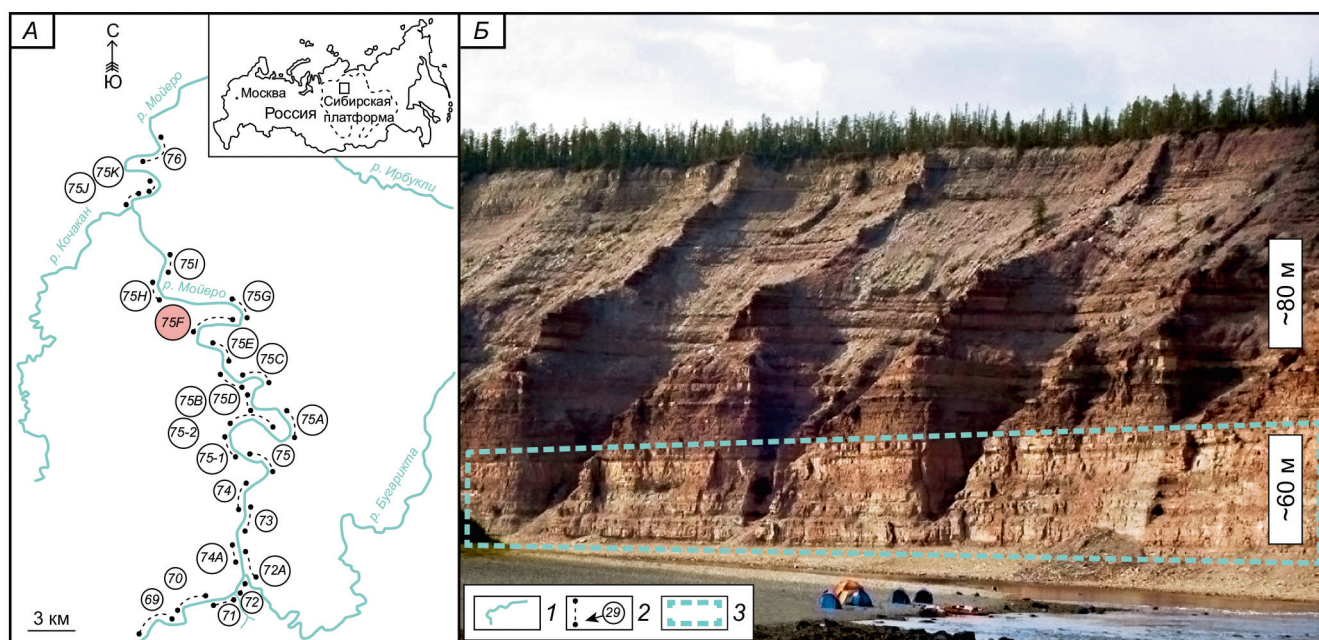 А
С
Ю
р. Мойеро
Москва
Россия
Сибирская
платформа
р. Ирбукли
76
75K
75J
р. Кочакан
75I
75H
р. Мойеро
75G
75F
75E
75C
75B
75D
75A
75-2
75-1
75
74
73
р. Бугарикта
74A
72A
70
69
71
72
3 км
Б
~80 м
~60 м
1
29
2
3